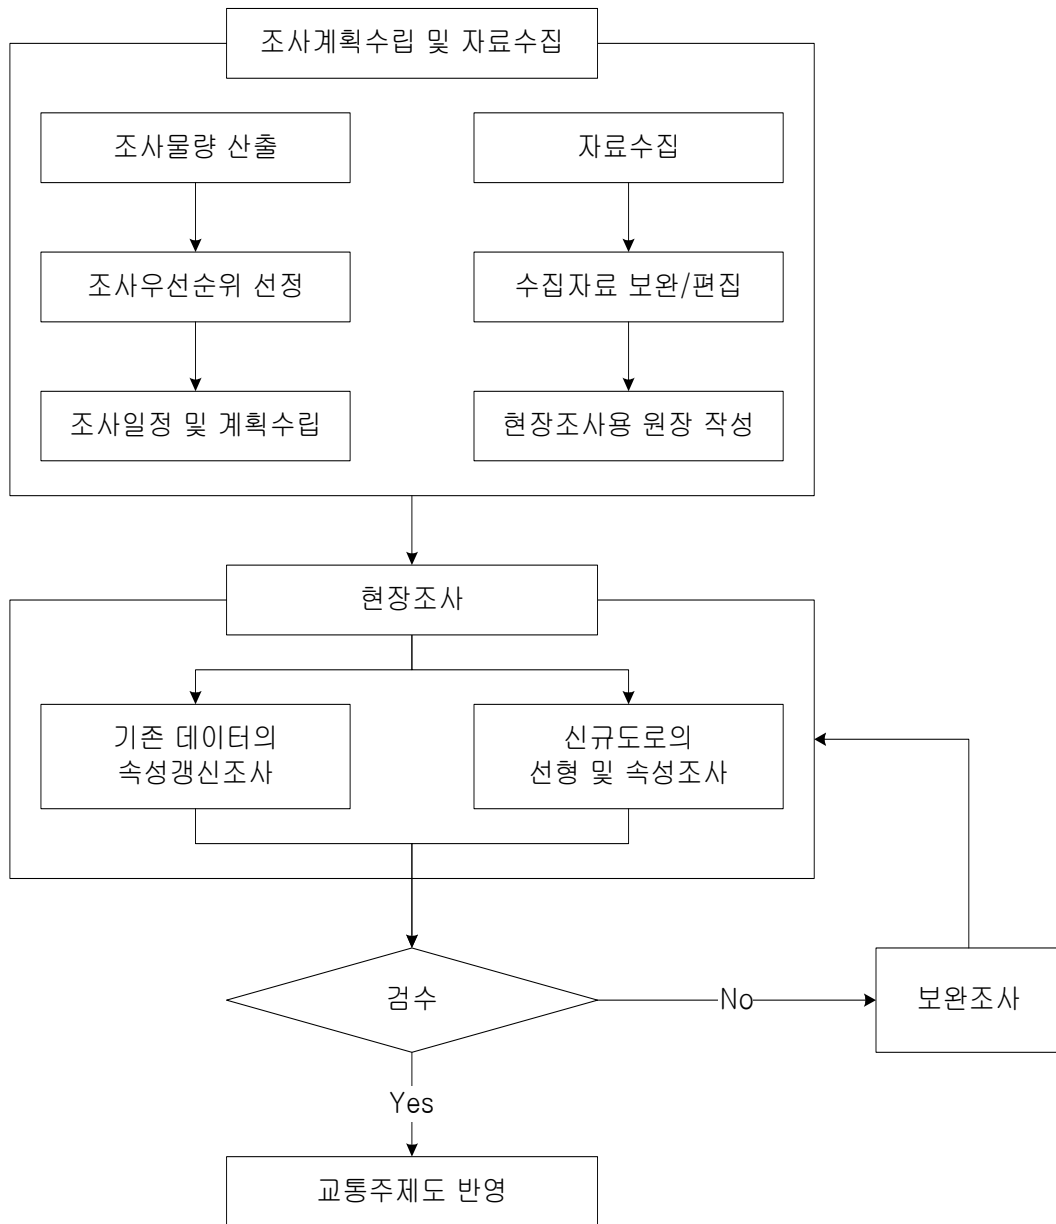 조사계획수립 및 자료수집
조사물량 산출
조사우선순위 선정
조사일정 및 계획수립
자료수집
수집자료 보완/편집
현장조사용 원장 작성
현장조사
기존 데이터의
속성갱신조사
신규도로의
선형 및 속성조사
검수
No
보완조사
Yes
교통주제도 반영